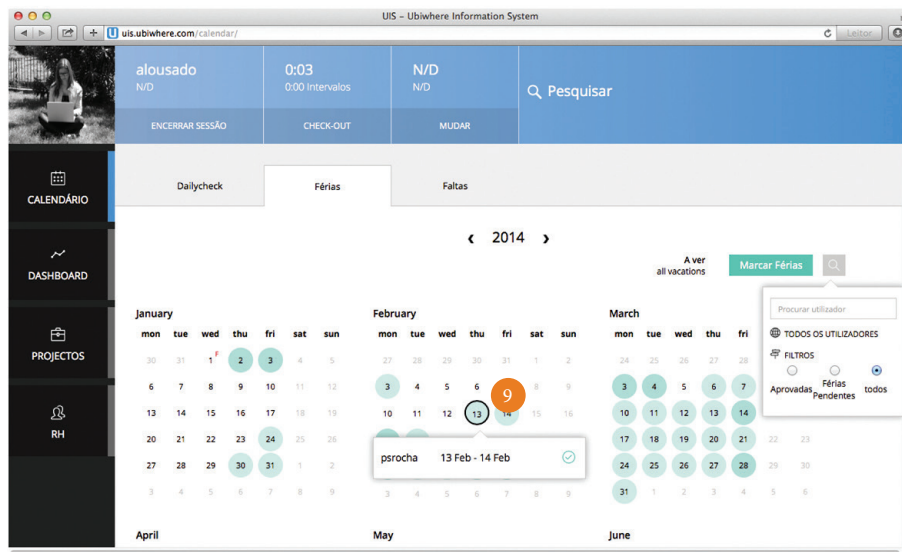 UIS – Ubiwhere Information System
uis.ubiwhere.com/calendar/
Leitor
alousado
N/D
ENCERRAR SESSÃO
0:03
0:00 Intervalos
CHECK-OUT
N/D
N/D
MUDAR
Pesquisar
CALENDÁRIO
DASHBOARD
PROJECTOS
RH
Dailycheck
Férias
Faltas
2014
A ver
all vacations
Marcar Férias
Procurar utilizador
TODOS OS UTILIZADORES
FILTROS
Aprovadas
Férias
Pendentes
todos
January
mon tue wed thu fri sat sun
30 31 1 F 2 3 4 5
6 7 8 9 10 11 12
13 14 15 16 17 18 19
20 21 22 23 24 25 26
27 28 29 30 31 1 2
3 4 5 6 7 8 9
February
mon tue wed thu fri sat sun
27 28 29 30 31 1 2
3 4 5 6 8 9
9
10 11 12 13 14 15 16
psrocha 13 Feb - 14 Feb
3 4 5 6 7 8 9
March
mon tue wed thu fri
24 25 26 27 28
3 4 5 6 7
10 11 12 13 14
17 18 19 20 21 22 23
24 25 26 27 28 29 30
31 1 2 3 4 5 6
April
May
June